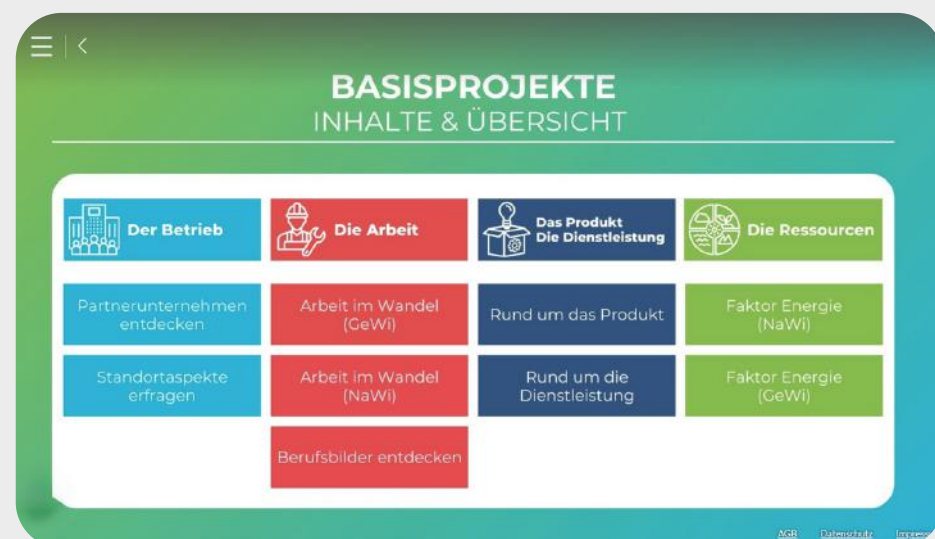 BASISPROJEKTE
INHALTE & ÜBERSICHT
Der Betrieb
Die Arbeit
Das Produkt
Die Dienstleistung
Die Ressourcen
Partnerunternehmen
entdecken
Arbeit im Wandel
(GeWi)
Rund um das Produkt
Faktor Energie
(NaWi)
Standortaspekte
erfragen
Arbeit im Wandel
(NaWi)
Rund um die
Dienstleistung
Faktor Energie
(GeWi)
Berufsbilder entdecken
AGB Datenschutz